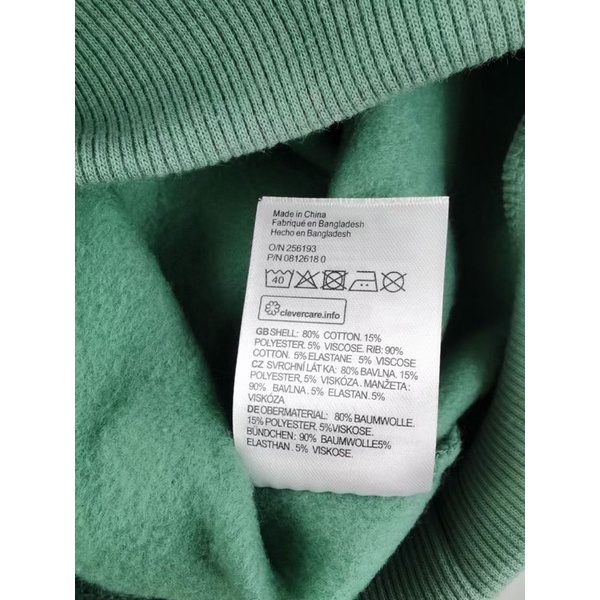 Made in China
Fabriqué en Bangladesh
Hecho en Bangladesh
O/N 256193
P/N 0812618 0
40
clevercare.info
GB SHELL: 80% COTTON. 15%
POLYESTER. 5% VISCOSE. RIB: 90%
COTTON. 5% ELASTANE 5% VISCOSE
CZ SVRCHNÍ LÁTKA: 80% BAVLNA. 15%
POLYESTER, 5%, VISKÓZA . MANŽETA :
90% BAVLNA . 5% ELASTAN. 5%
VISKÓZA
DE OBERMATERIAL: 80% BAUMWOLLE.
15% POLYESTER. 5%VISKOSE.
BÜNDCHEN: 90% BAUMWOLLE5%
ELASTHAN . 5% VISKOSE.